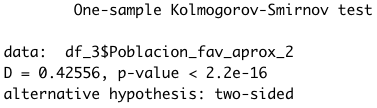 One-sample Kolmogorov-Smirnov test
data: df_3$Poblacion_fav_aprox_2
D = 0.42556, p-value < 2.2e-16
alternative hypothesis: two-sided